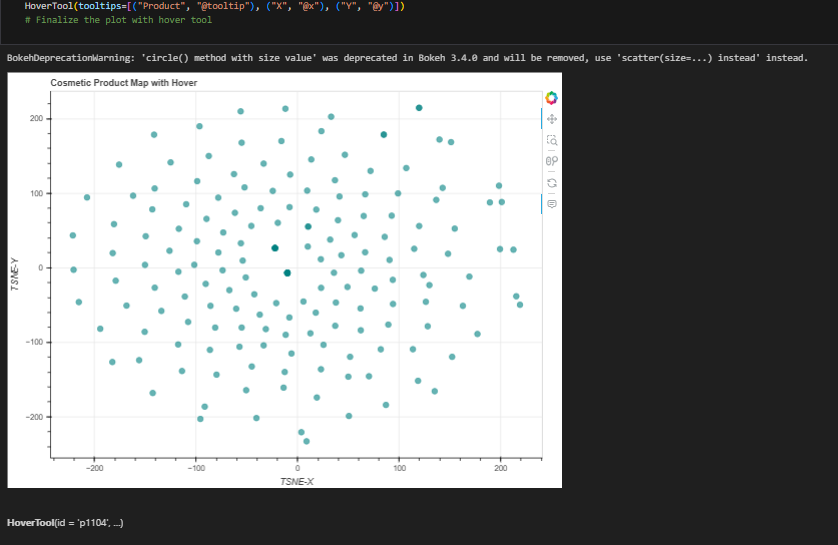 HoverTool(tooltips=[("Product", "@tooltip"), ("X", "@x"), ("Y", "@y")])
# Finalize the plot with hover tool
BokehDeprecationWarning: 'circle() method with size value' was deprecated in Bokeh 3.4.0 and will be removed, use 'scatter(size=...) instead' instead.
Cosmetic Product Map with Hover
200
100
0
−100
−200
TSNE-Y
−200
−100
0
100
200
TSNE-X
HoverTool(id = 'p1104', ...)